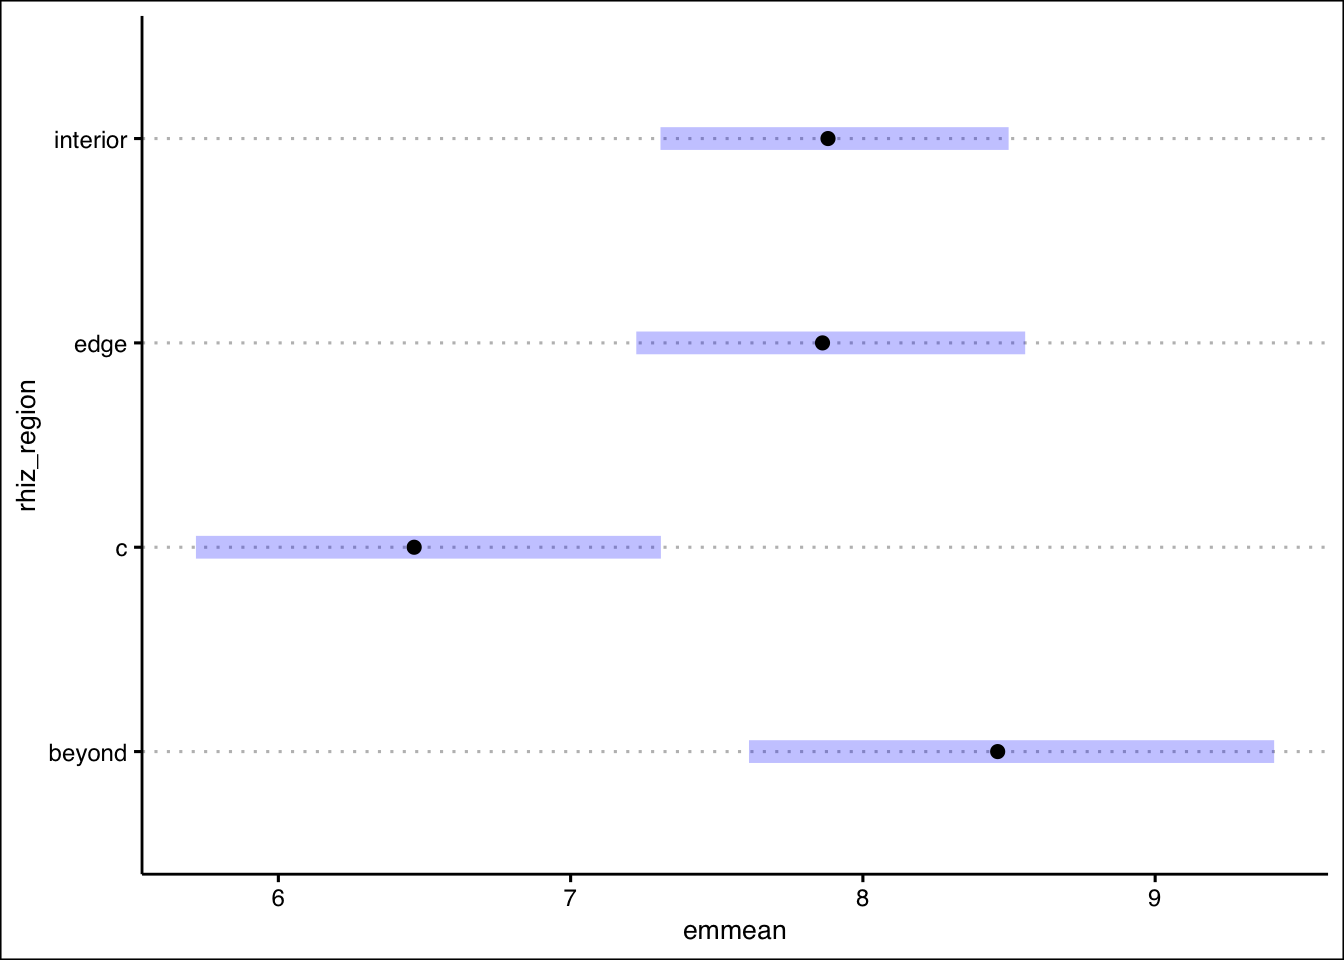 interior
edge
c
beyond
rhiz_region
6 7 8 9
emmean